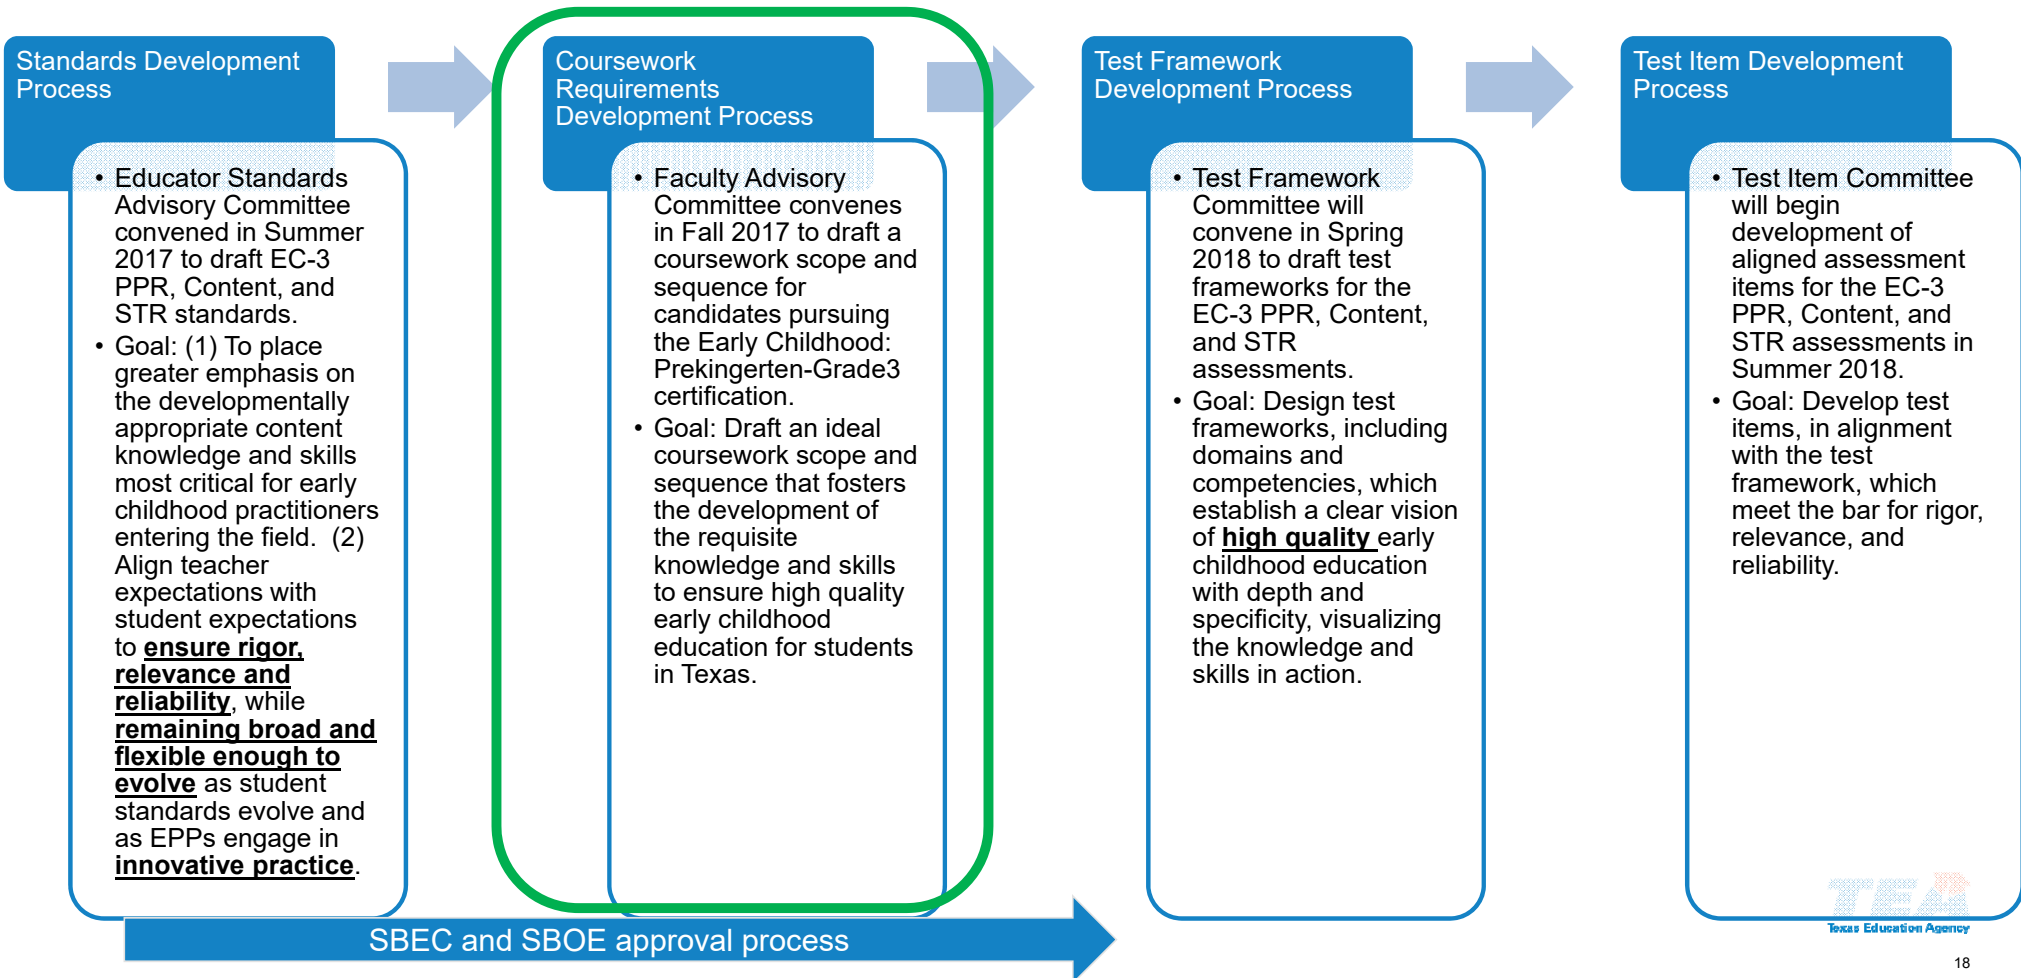 Standards Development
Process
• Educator Standards
Advisory Committee
convened in Summer
2017 to draft EC-3
PPR, Content, and
STR standards.
• Goal: (1) To place
greater emphasis on
the developmentally
appropriate content
knowledge and skills
most critical for early
childhood practitioners
entering the field.  (2)
Align teacher
expectations with
student expectations
to ensure rigor,
relevance and
reliability, while
remaining broad and
flexible enough to
evolve as student
standards evolve and
as EPPs engage in
innovative practice.
Coursework
Requirements
Development Process
• Faculty Advisory
Committee convenes
in Fall 2017 to draft a
coursework scope and
sequence for
candidates pursuing
the Early Childhood:
Prekingerten-Grade3
certification.
• Goal: Draft an ideal
coursework scope and
sequence that fosters
the development of
the requisite
knowledge and skills
to ensure high quality
early childhood
education for students
in Texas.
Test Framework
Development Process
• Test Framework
Committee will
convene in Spring
2018 to draft test
frameworks for the
EC-3 PPR, Content,
and STR
assessments.
• Goal: Design test
frameworks, including
domains and
competencies, which
establish a clear vision
of high quality early
childhood education
with depth and
specificity, visualizing
the knowledge and
skills in action.
Test Item Development
Process
• Test Item Committee
will begin
development of
aligned assessment
items for the EC-3
PPR, Content, and
STR assessments in
Summer 2018.
• Goal: Develop test
items, in alignment
with the test
framework, which
meet the bar for rigor,
relevance, and
reliability.
SBEC and SBOE approval process
TEA
Texas Education Agency
18